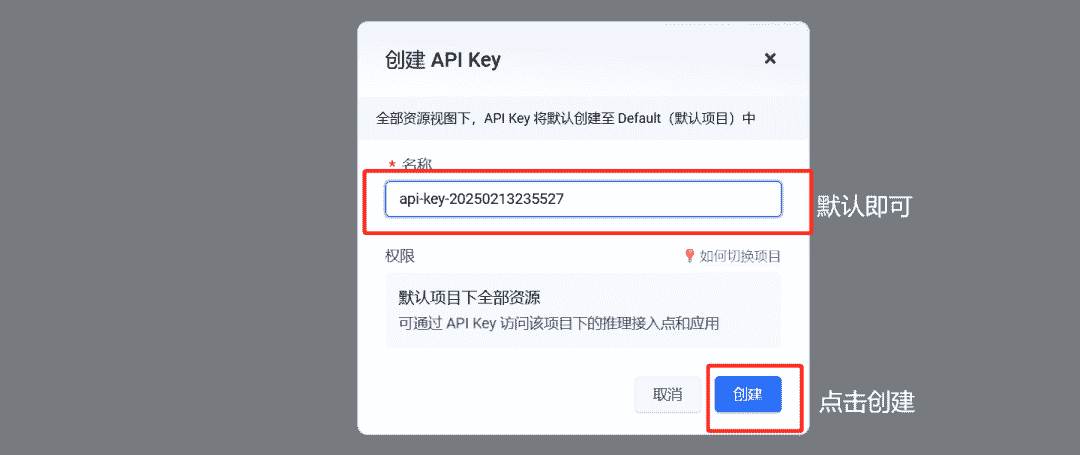 创建 API Key
全部资源视图下，API Key 将默认创建至 Default（默认项目）中
* 名称
api-key-20250213235527
默认即可
权限
如何切换项目
默认项目下全部资源
可通过 API Key 访问该项目下的推理接入点和应用
取消
创建
点击创建